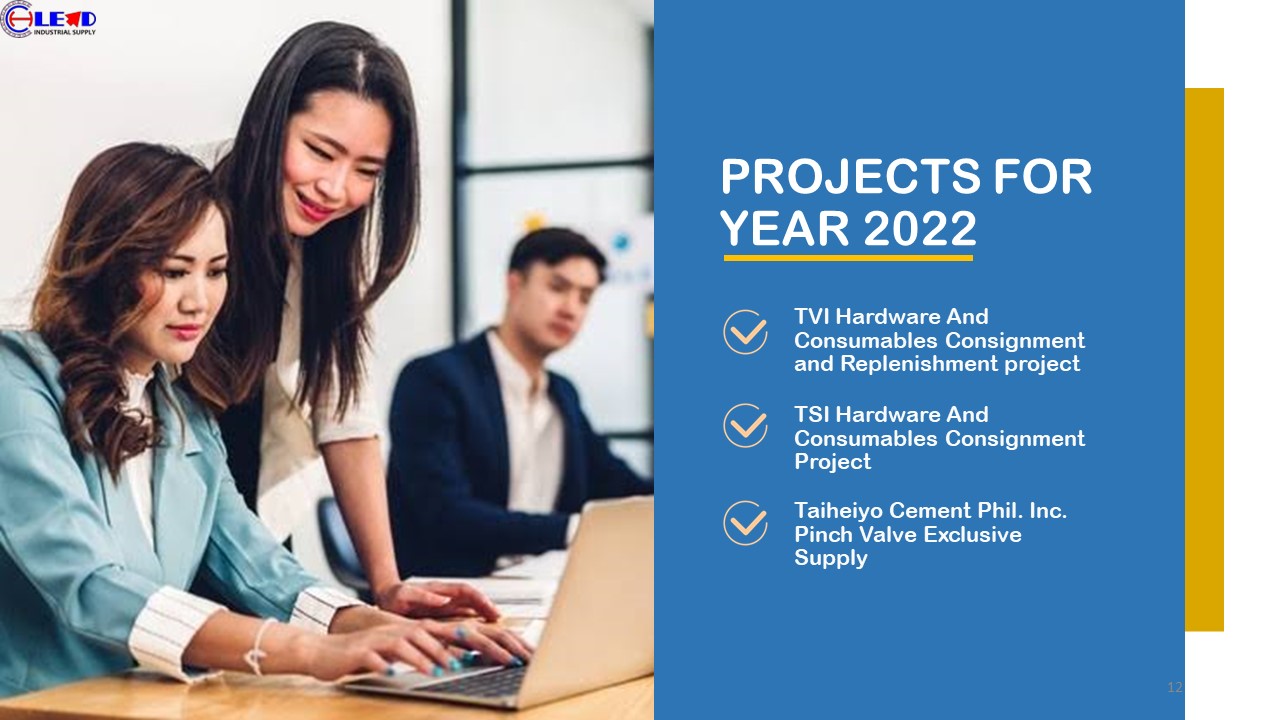 LEAD
INDUSTRIAL SUPPLY
PROJECTS FOR
YEAR 2022
TVI Hardware And
Consumables Consignment
and Replenishment project
TSI Hardware And
Consumables Consignment
Project
Taiheiyo Cement Phil. Inc.
Pinch Valve Exclusive
Supply
12